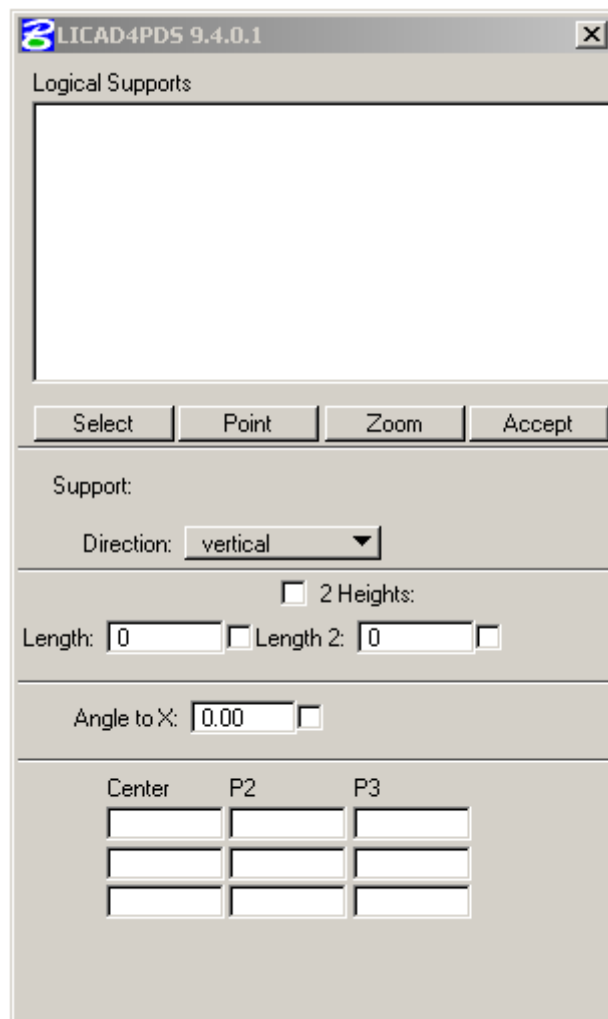 LICAD4PDS 9.4.0.1
Logical Supports
Select Point Zoom Accept
Support:
Direction: vertical
2 Heights:
Length: 0 Length 2: 0
Angle to X: 0.00
Center P2 P3